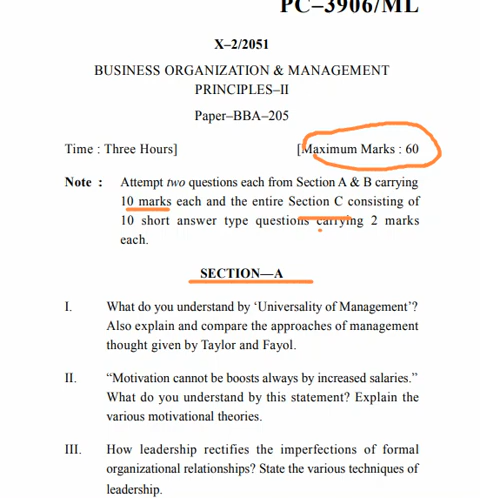 PC–3906/ML
X–2/2051
BUSINESS ORGANIZATION & MANAGEMENT
PRINCIPLES–II
Paper–BBA–205
Time : Three Hours] [Maximum Marks : 60
Note : Attempt two questions each from Section A & B carrying
10 marks each and the entire Section C consisting of
10 short answer type questions carrying 2 marks
each.
SECTION—A
I. What do you understand by ‘Universality of Management’?
Also explain and compare the approaches of management
thought given by Taylor and Fayol.
II. “Motivation cannot be boosts always by increased salaries.”
What do you understand by this statement? Explain the
various motivational theories.
III. How leadership rectifies the imperfections of formal
organizational relationships? State the various techniques of
leadership.